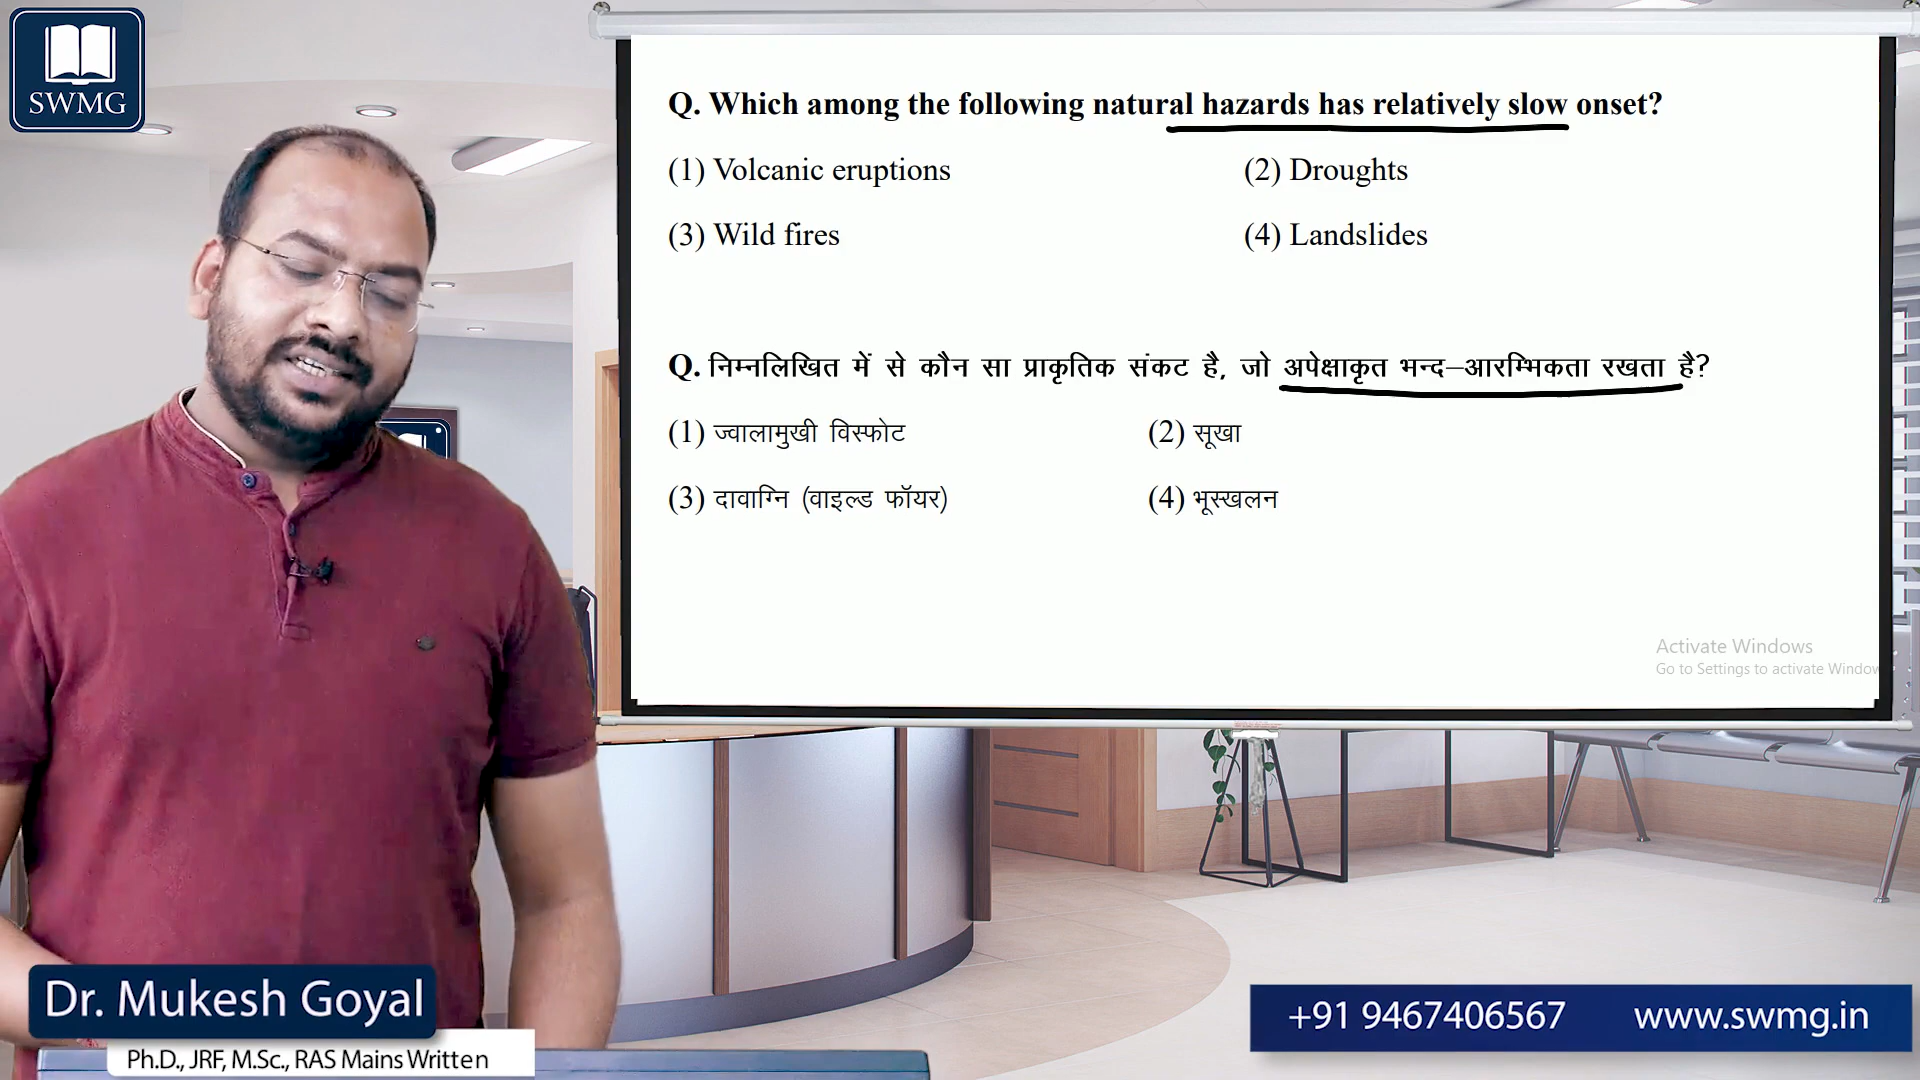 SWMG
Q. Which among the following natural hazards has relatively slow onset?
(1) Volcanic eruptions (2) Droughts
(3) Wild fires (4) Landslides
Q. निम्नलिखित में से कौन सा प्राकृतिक संकट है, जो अपेक्षाकृत भन्द–आरम्भिकता रखता है?
(1) ज्वालामुखी विस्फोट (2) सूखा
(3) दावाग्नि (वाइल्ड फॉयर) (4) भूस्खलन
Activate Windows
Go to Settings to activate Window
Dr. Mukesh Goyal
Ph.D., JRF, M.Sc., RAS Mains Written
+91 9467406567 www.swmg.in